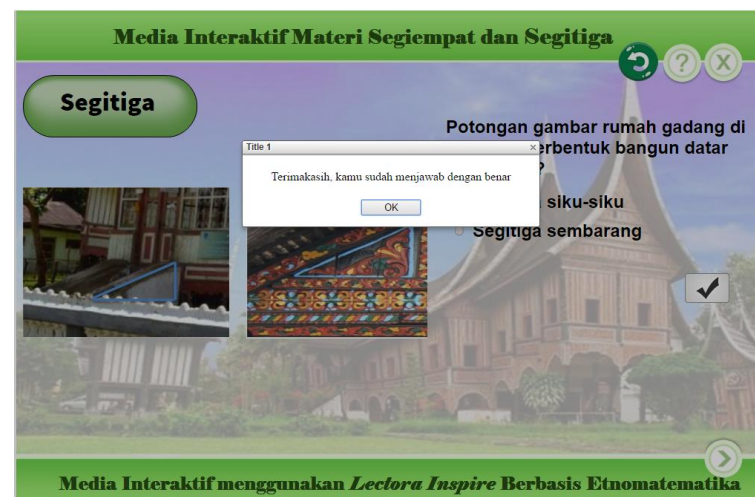 Media Interaktif Materi Segiempat dan Segitiga
?
X
Segitiga
Potongan gambar rumah gadang di
erbentuk bangun datar
?
Title 1
Terimakasih, kamu sudah menjawab dengan benar
OK
siku-siku
Segitiga sembarang
Media Interaktif menggunakan Lectora Inspire Berbasis Etnomatematika